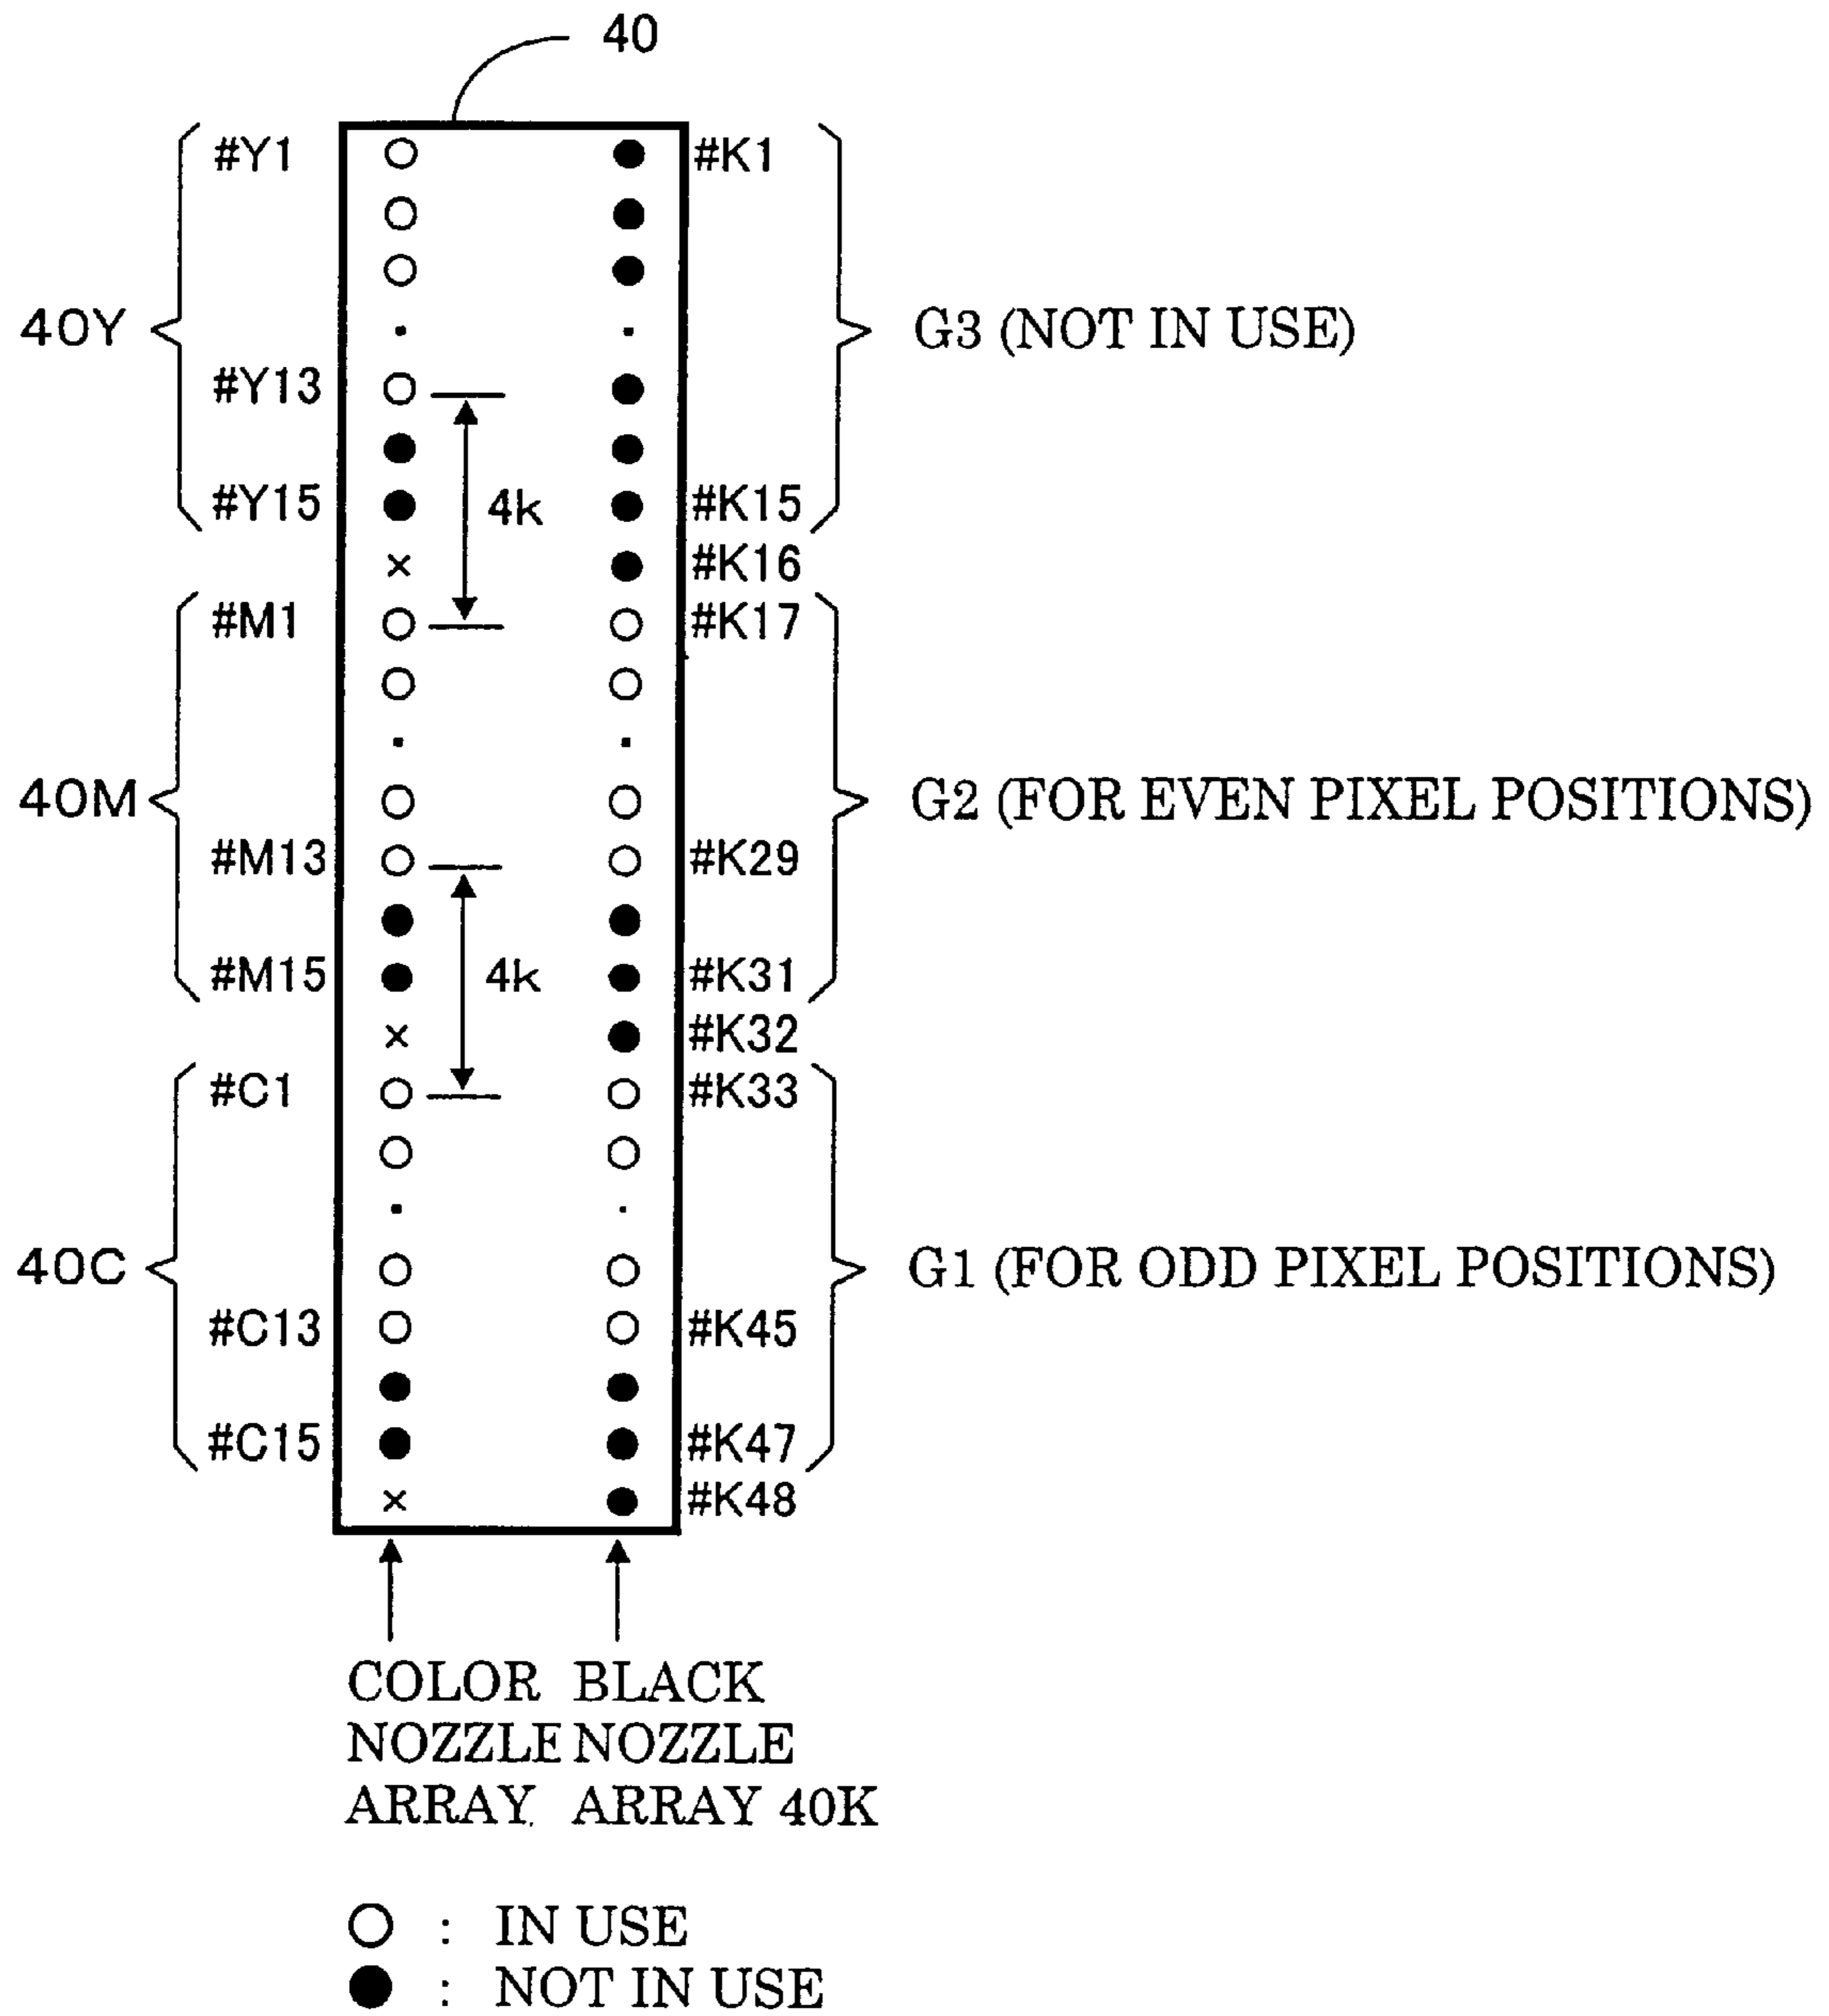 40
#Y1 #K1
40Y G3 (NOT IN USE)
#Y13
4k
#Y15 #K15
× #K16
#M1 #K17
40M G2 (FOR EVEN PIXEL POSITIONS)
#M13 #K29
#M15 4k #K31
× #K32
#C1 #K33
40C G1 (FOR ODD PIXEL POSITIONS)
#C13 #K45
#C15 #K47
× #K48
COLOR
NOZZLE
ARRAY
BLACK
NOZZLE
ARRAY 40K
○ : IN USE
● : NOT IN USE